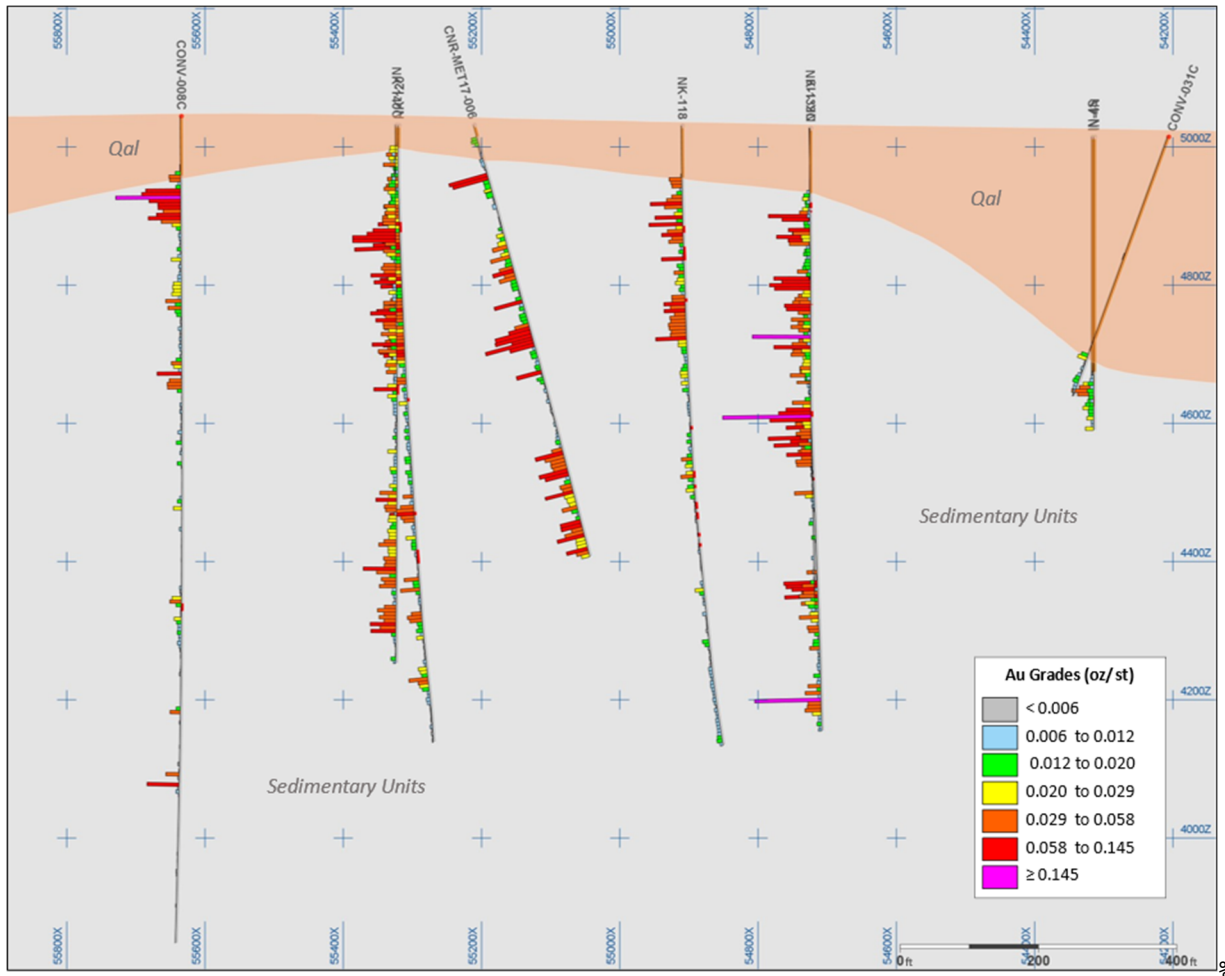 55800X
55600X
55400X
55200X
55000X
54800X
54600X
54400X
54200X
CONV-008C
CNR-MET17-006
NK-118
CONV-031C
5000Z
Qal
Qal
4800Z
4600Z
Sedimentary Units
4400Z
4200Z
Sedimentary Units
4000Z
Au Grades (oz/st)
< 0.006
0.006 to 0.012
0.012 to 0.020
0.020 to 0.029
0.029 to 0.058
0.058 to 0.145
≥ 0.145
55800X
55600X
55400X
55200X
55000X
54800X
54600X
54200X
0 ft
200
400 ft